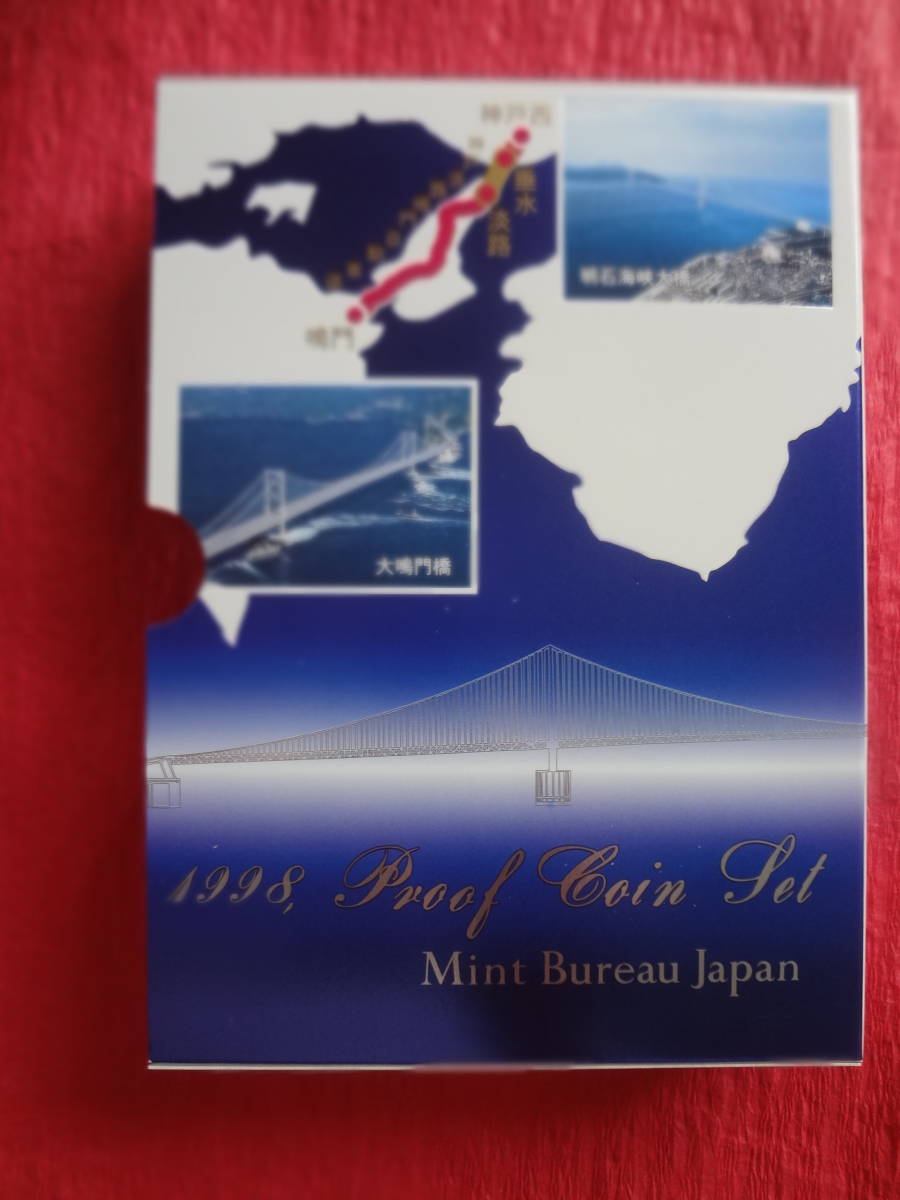 神戸西
垂水
淡路
鳴門
明石海峡大橋
大鳴門橋
1998, Proof Coin Set
Mint Bureau Japan